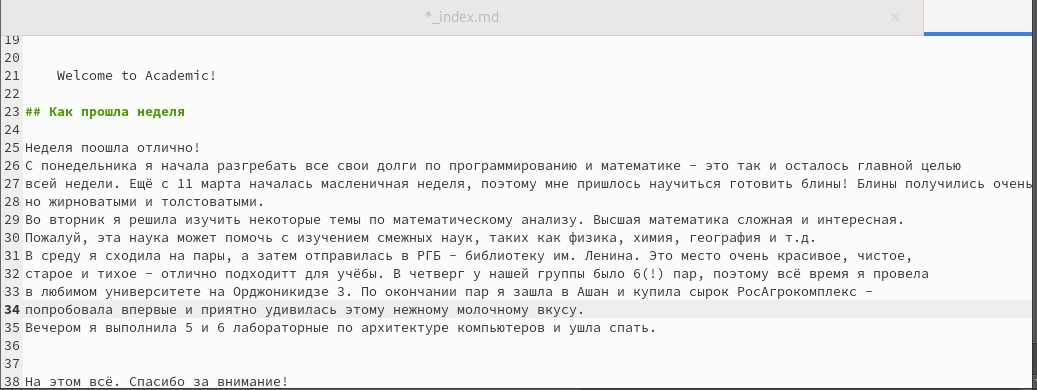 *_index.md ×
19
20
21 Welcome to Academic!
22
23 ## Как прошла неделя
24
25 Неделя поошла отлично!
26 С понедельника я начала разгребать все свои долги по программированию и математике – это так и осталось главной целью
27 всей недели. Ещё с 11 марта началась масленичная неделя, поэтому мне пришлось научиться готовить блины! Блины получились очень
28 но жирноватыми и толстоватыми.
29 Во вторник я решила изучить некоторые темы по математическому анализу. Высшая математика сложная и интересная.
30 Пожалуй, эта наука может помочь с изучением смежных наук, таких как физика, химия, география и т.д.
31 В среду я сходила на пары, а затем отправилась в РГБ – библиотеку им. Ленина. Это место очень красивое, чистое,
32 старое и тихое – отлично подходитт для учёбы. В четверг у нашей группы было 6(!) пар, поэтому всё время я провела
33 в любимом университете на Орджоникидзе 3. По окончании пар я зашла в Ашан и купила сырок РосАгрокомплекс –
34 попробовала впервые и приятно удивилась этому нежному молочному вкусу.
35 Вечером я выполнила 5 и 6 лабораторные по архитектуре компьютеров и ушла спать.
36
37
38 На этом всё. Спасибо за внимание!